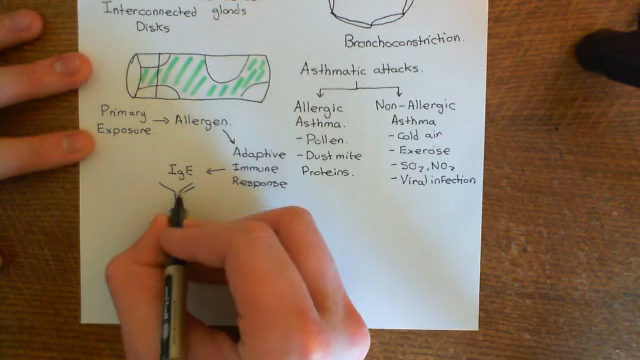 Interconnected glands
Disks
Bronchoconstriction.
Asthmatic attacks.
Allergic
Asthma.
- Pollen.
- Dust mite
Proteins.
Non-Allergic
Asthma
- Cold air
- Exercise
- SO2, NO2
- Viral infection
Primary
Exposure.
→ Allergen.
Adaptive
Immune
Response
← IgE